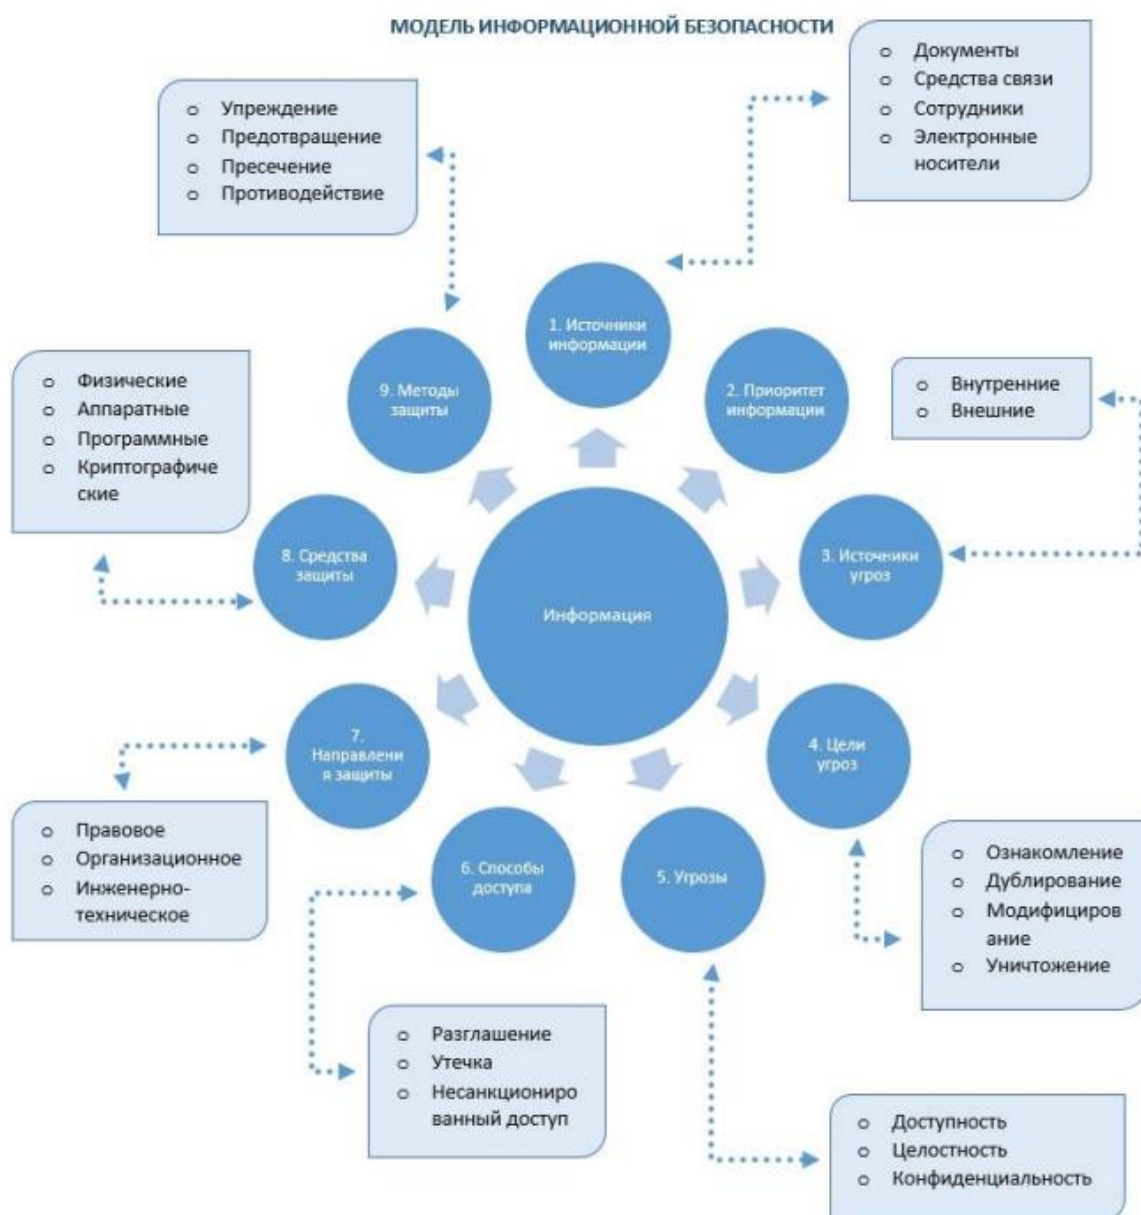 МОДЕЛЬ ИНФОРМАЦИОННОЙ БЕЗОПАСНОСТИ
o Документы
o Средства связи
o Сотрудники
o Электронные
носители
o Упреждение
o Предотвращение
o Пресечение
o Противодействие
1. Источники
информации
9. Методы
защиты
2. Приоритет
информации
o Физические
o Аппаратные
o Программные
o Криптографиче
ские
o Внутренние
o Внешние
8. Средства
защиты
3. Источники
угроз
Информация
7.
Направлени
я защиты
4. Цели
угроз
o Правовое
o Организационное
o Инженерно-
техническое
6. Способы
доступа
5. Угрозы
o Ознакомление
o Дублирование
o Модифициров
ание
o Уничтожение
o Разглашение
o Утечка
o Несанкциониро
ванный доступ
o Доступность
o Целостность
o Конфиденциальность